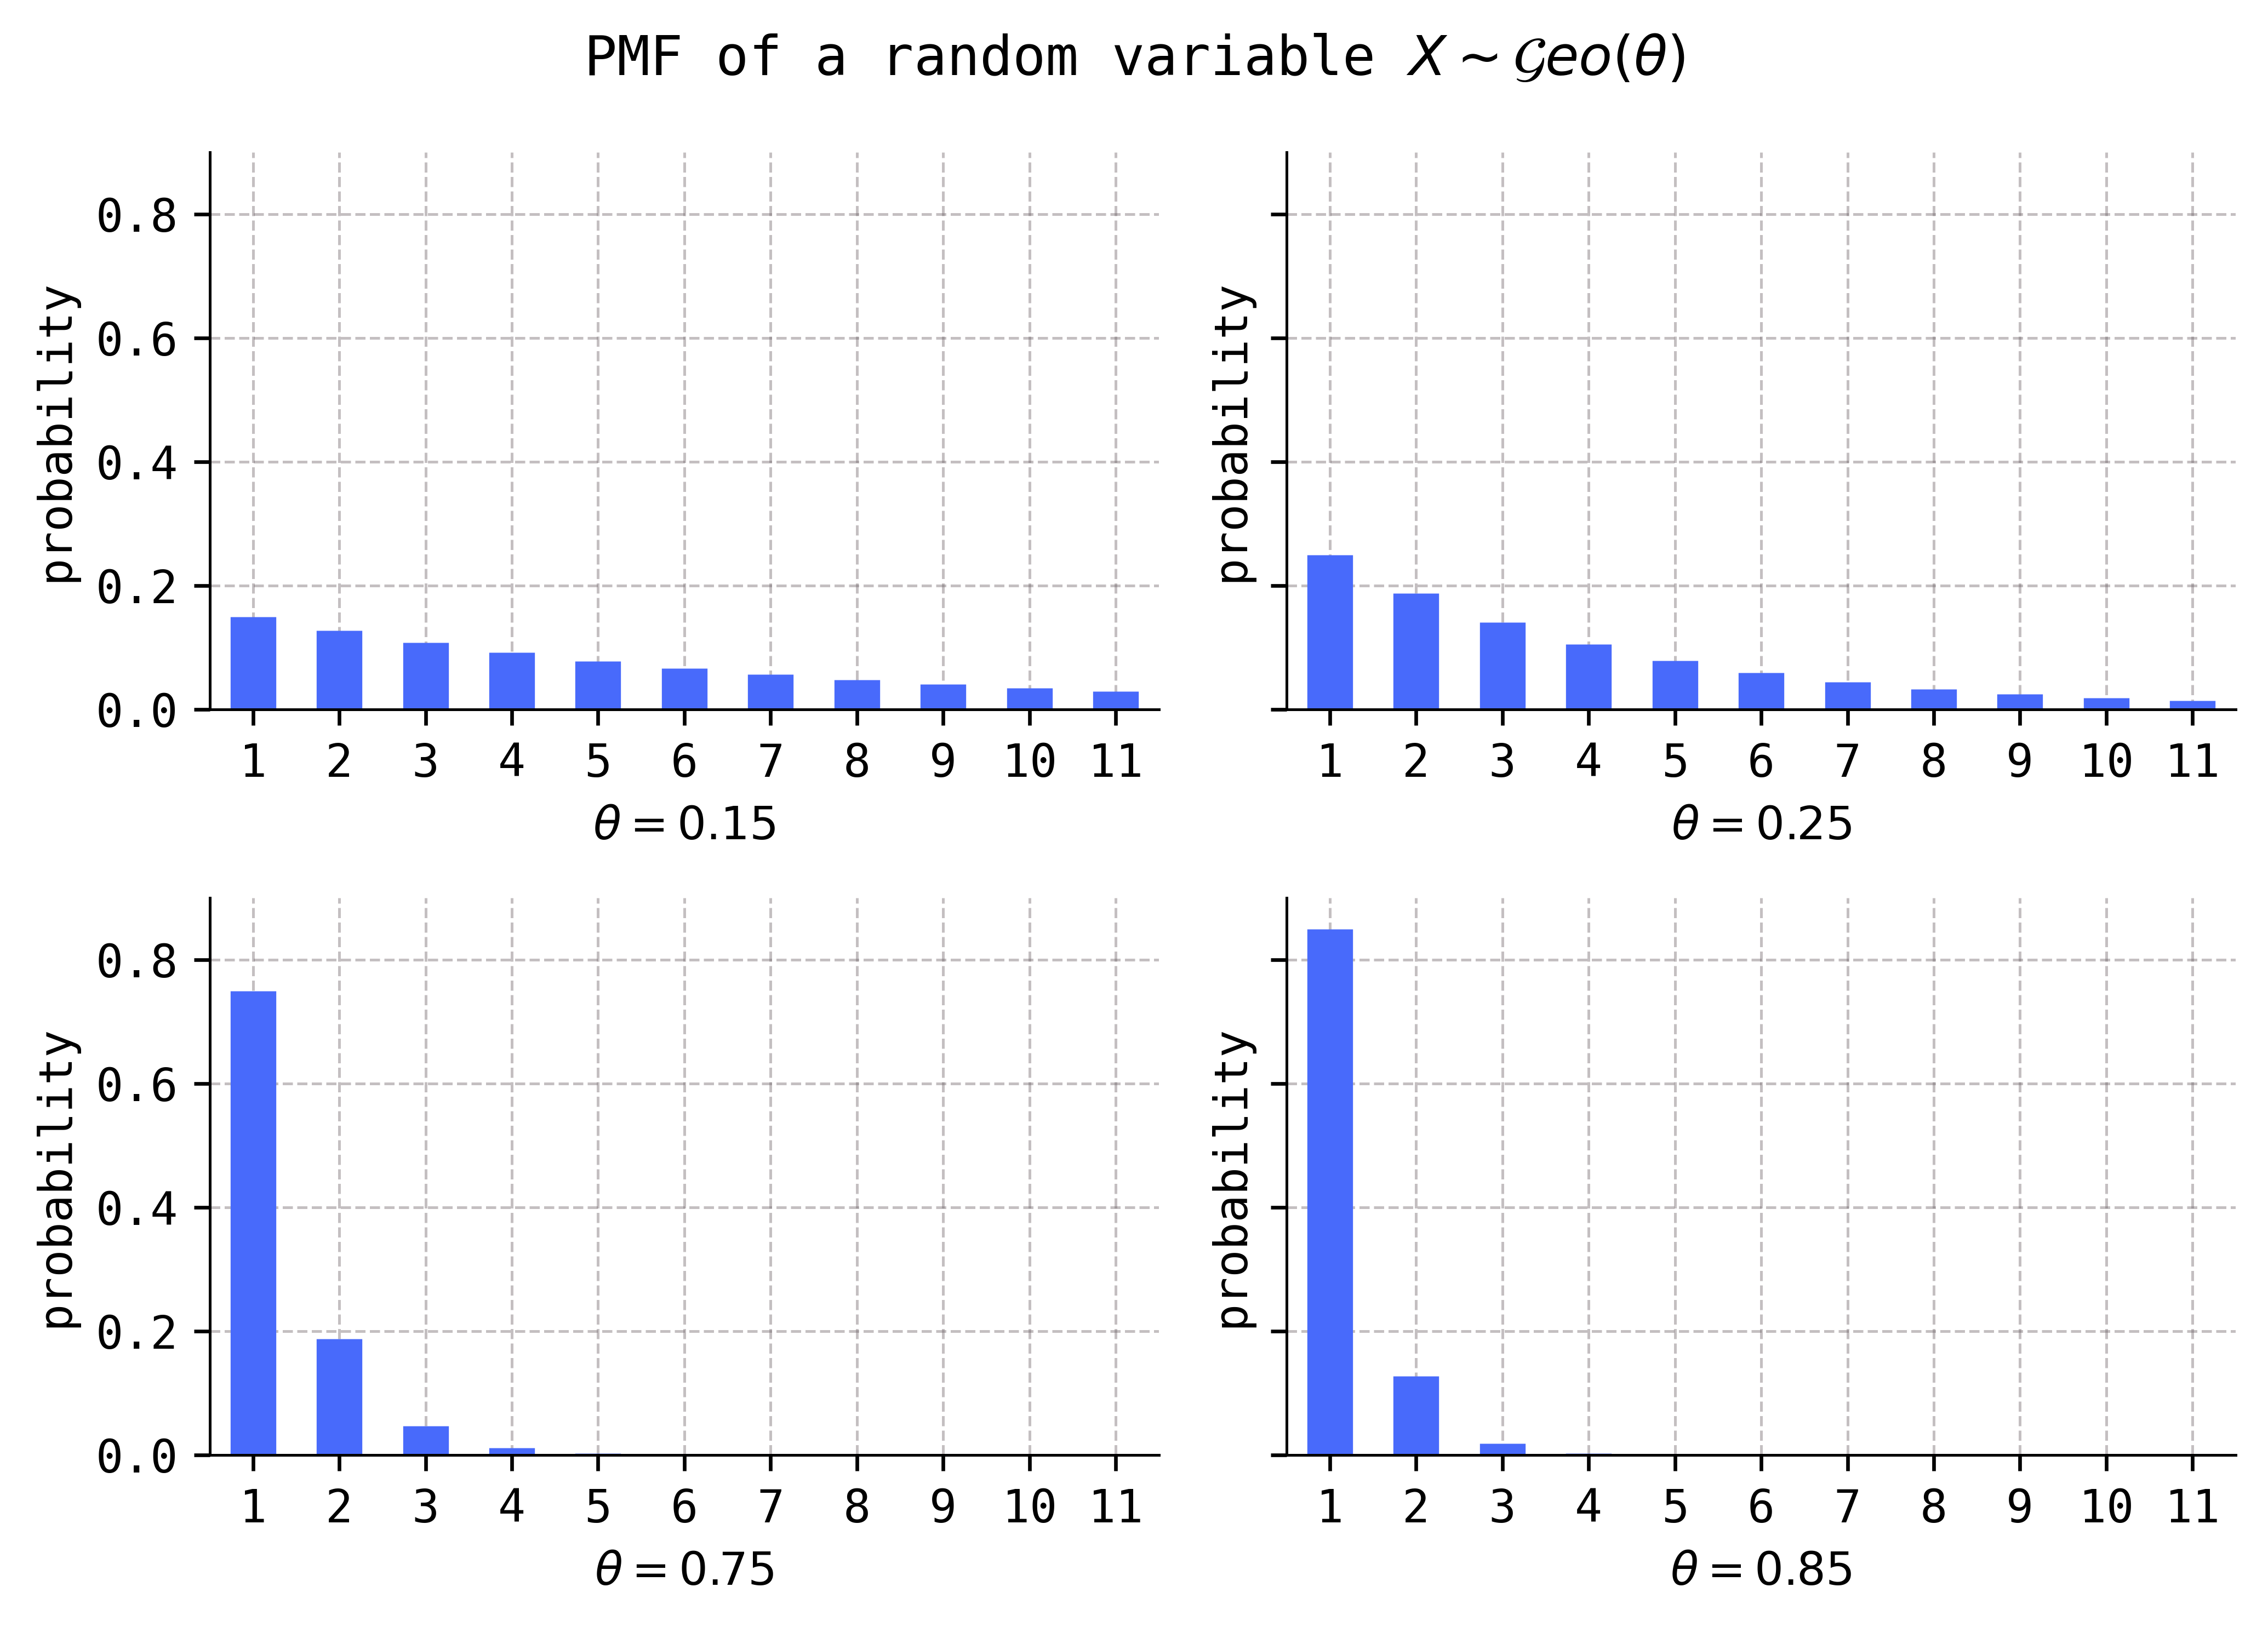 PMF of a random variable X ∼ 𝒢eo(θ)
probability
0.8
0.6
0.4
0.2
0.0
1 2 3 4 5 6 7 8 9 10 11
θ = 0.15
probability
1 2 3 4 5 6 7 8 9 10 11
θ = 0.25
probability
0.8
0.6
0.4
0.2
0.0
1 2 3 4 5 6 7 8 9 10 11
θ = 0.75
probability
1 2 3 4 5 6 7 8 9 10 11
θ = 0.85